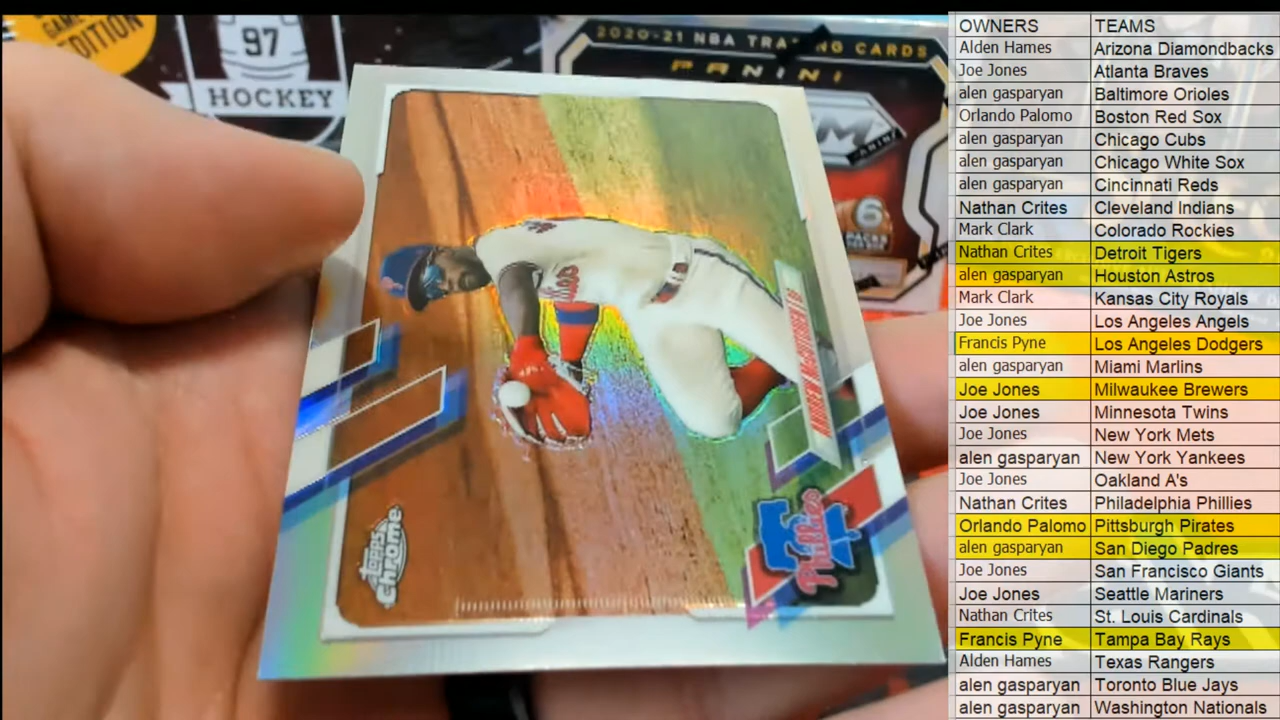 GAME
EDITION
97
HOCKEY
2020-21 NBA TRADING CARDS
PANINI
PANINI
6
PACKS
TOPPS
chrome
ANDREW McCUTCHEN
Phillies
OWNERS TEAMS
Alden Hames Arizona Diamondbacks
Joe Jones Atlanta Braves
alen gasparyan Baltimore Orioles
Orlando Palomo Boston Red Sox
alen gasparyan Chicago Cubs
alen gasparyan Chicago White Sox
alen gasparyan Cincinnati Reds
Nathan Crites Cleveland Indians
Mark Clark Colorado Rockies
Nathan Crites Detroit Tigers
alen gasparyan Houston Astros
Mark Clark Kansas City Royals
Joe Jones Los Angeles Angels
Francis Pyne Los Angeles Dodgers
alen gasparyan Miami Marlins
Joe Jones Milwaukee Brewers
Joe Jones Minnesota Twins
Joe Jones New York Mets
alen gasparyan New York Yankees
Joe Jones Oakland A's
Nathan Crites Philadelphia Phillies
Orlando Palomo Pittsburgh Pirates
alen gasparyan San Diego Padres
Joe Jones San Francisco Giants
Joe Jones Seattle Mariners
Nathan Crites St. Louis Cardinals
Francis Pyne Tampa Bay Rays
Alden Hames Texas Rangers
alen gasparyan Toronto Blue Jays
alen gasparyan Washington Nationals